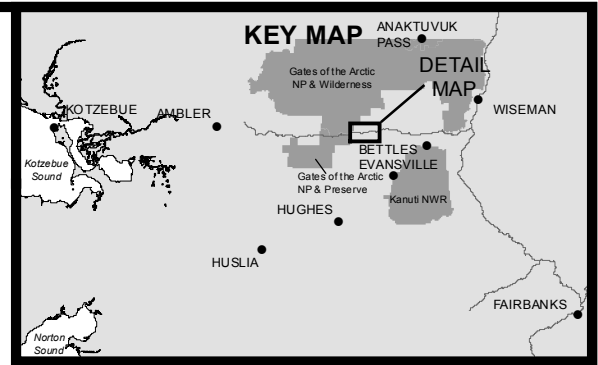 KEY MAP
ANAKTUVUK
PASS
Gates of the Arctic
NP & Wilderness
DETAIL
MAP
KOTZEBUE
AMBLER
WISEMAN
Kotzebue
Sound
BETTLES
EVANSVILLE
Gates of the Arctic
NP & Preserve
Kanuti NWR
HUGHES
HUSLIA
FAIRBANKS
Norton
Sound